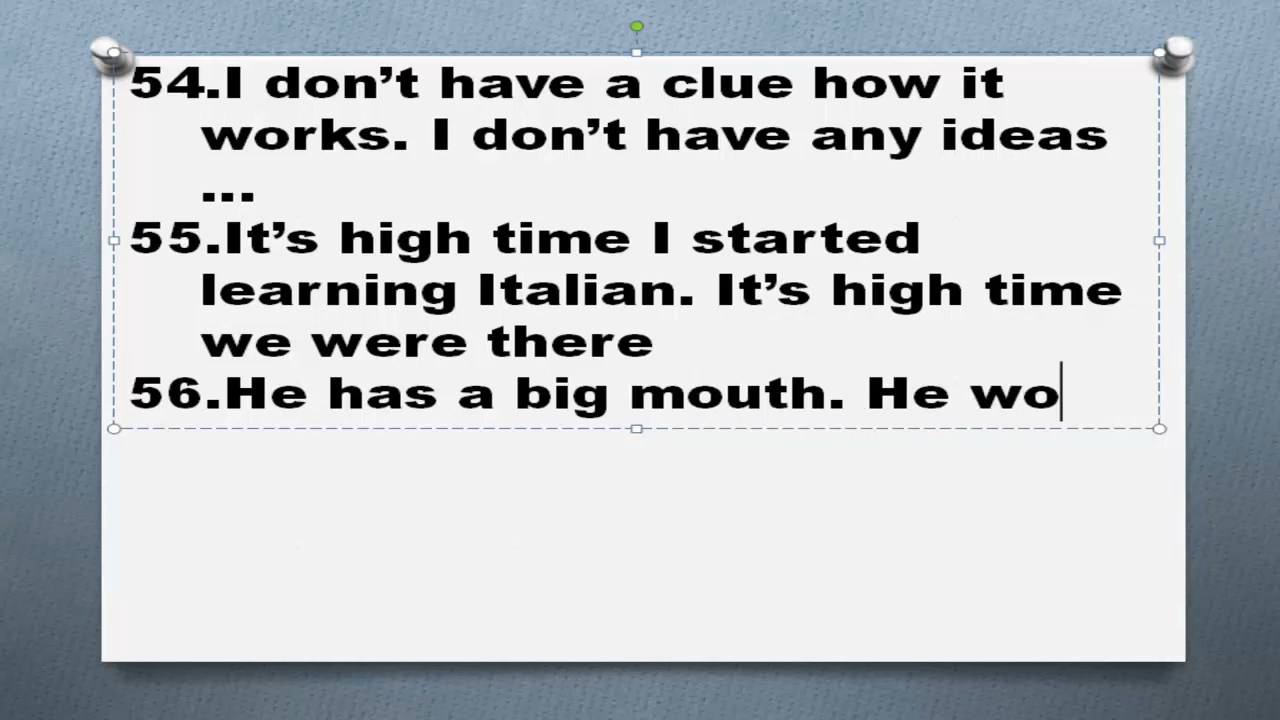 54.I don’t have a clue how it
works. I don’t have any ideas
...
55.It’s high time I started
learning Italian. It’s high time
we were there
56.He has a big mouth. He wo